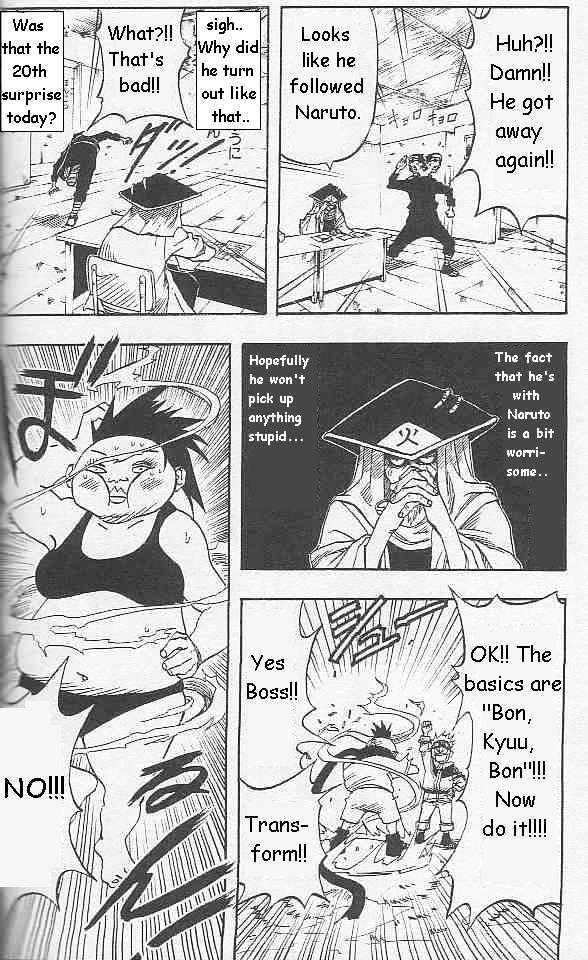 Huh?!!
Damn!!
He got
away
again!!
Looks
like he
followed
Naruto.
sigh..
Why did
he turn
out like
that..
What?!!
That's
bad!!
Was
that the
20th
surprise
today?
ダッ
The fact
that he's
with
Naruto
is a bit
worri-
some..
Hopefully
he won't
pick up
anything
stupid...
火
OK!! The
basics are
"Bon,
Kyuu,
Bon"!!!
Now
do it!!!!
Yes
Boss!!
Trans-
form!!
NO!!!